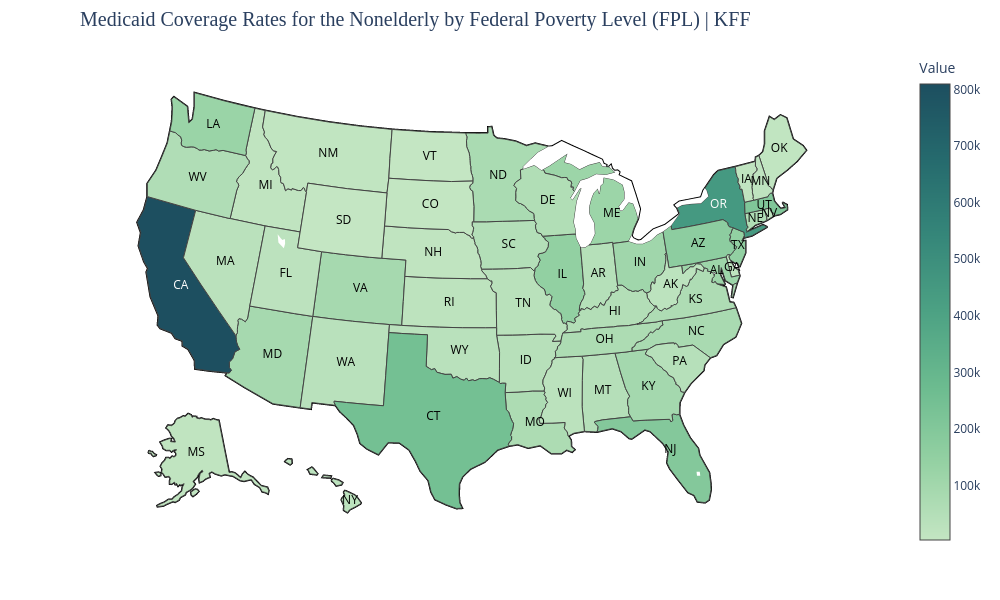 Medicaid Coverage Rates for the Nonelderly by Federal Poverty Level (FPL) | KFF
Value
800k
700k
600k
500k
400k
300k
200k
100k
LA
WV
MI
NM
VT
ND
CO
SD
DE
ME
OK
IA
MN
OR
UT
NV
NE
CA
MA
FL
NH
SC
IL
AR
IN
AZ
TX
AL
GA
VA
RI
TN
HI
AK
KS
MD
WA
WY
ID
OH
NC
PA
CT
MO
WI
MT
KY
NJ
MS
NY